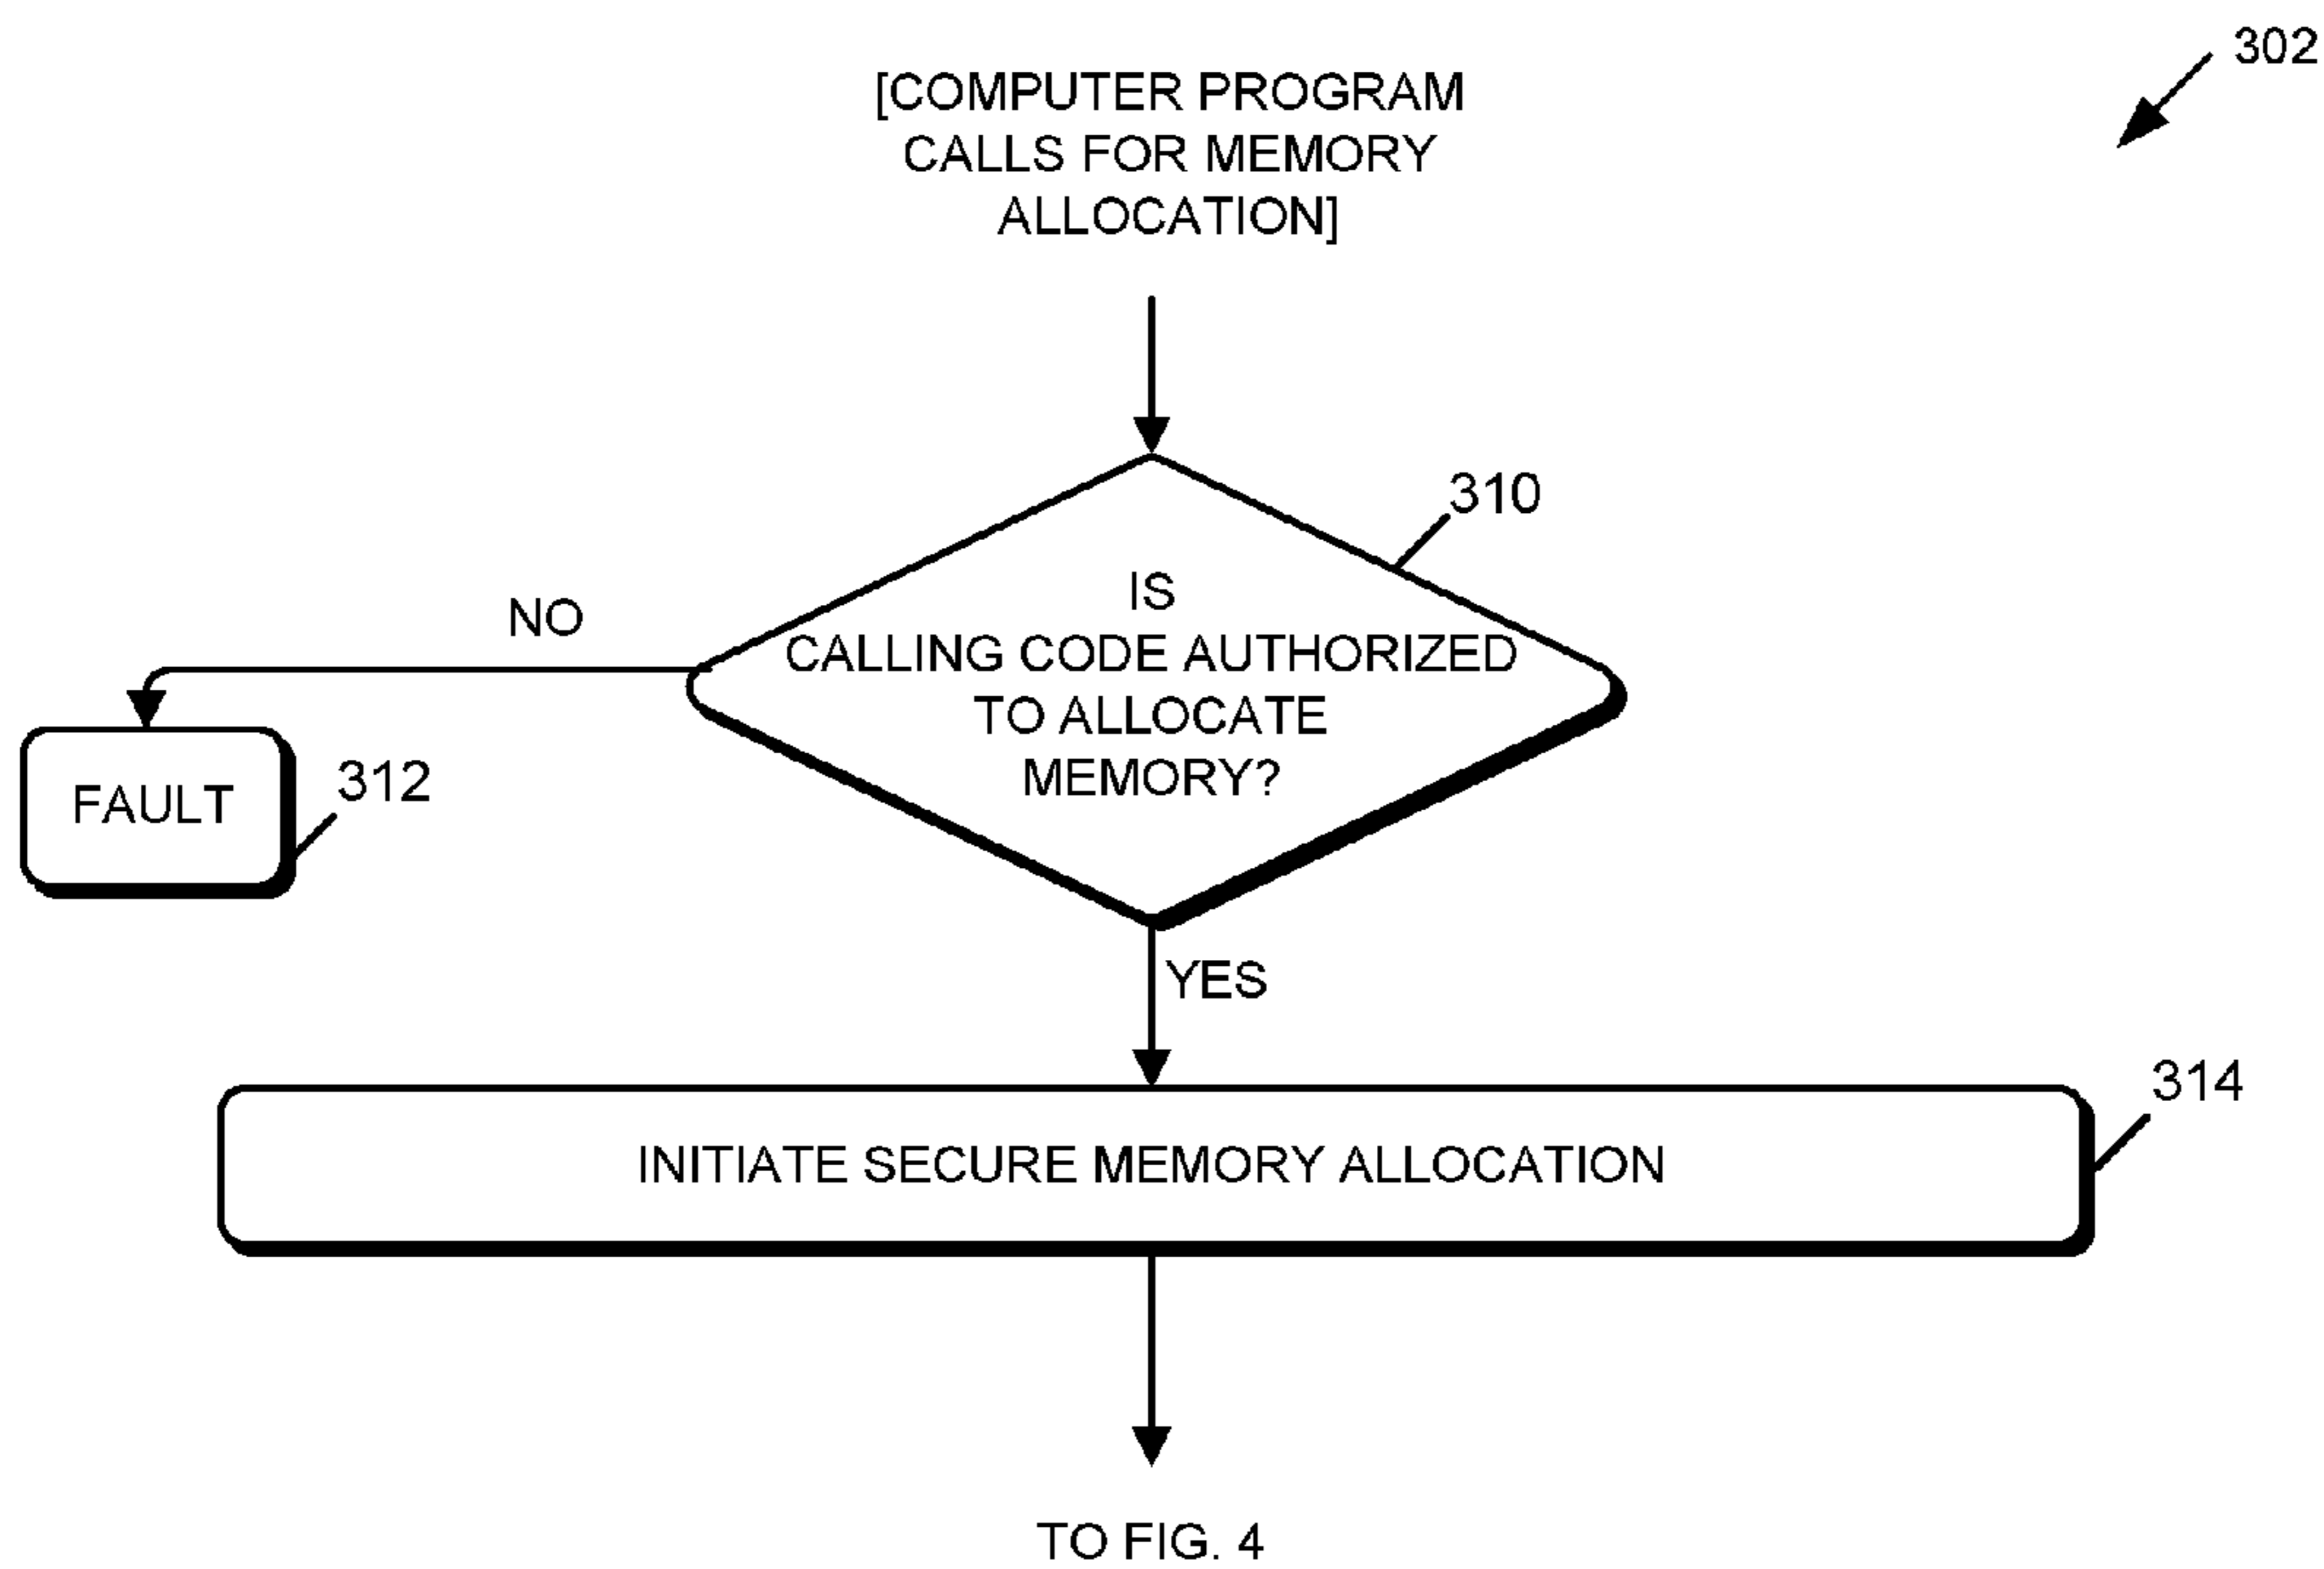 302
[COMPUTER PROGRAM
CALLS FOR MEMORY
ALLOCATION]
310
IS
CALLING CODE AUTHORIZED
TO ALLOCATE
MEMORY?
NO
FAULT
312
YES
314
INITIATE SECURE MEMORY ALLOCATION
TO FIG. 4